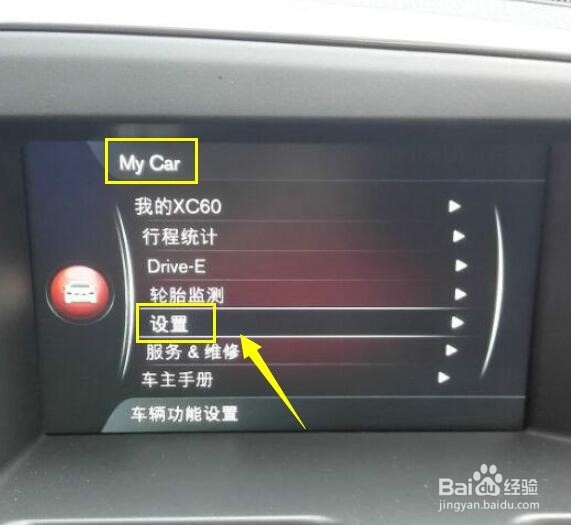 My Car
我的XC60
行程统计
Drive-E
轮胎监测
设置
服务 & 维修
车主手册
车辆功能设置
Baidu经验
jingyan.baidu.com